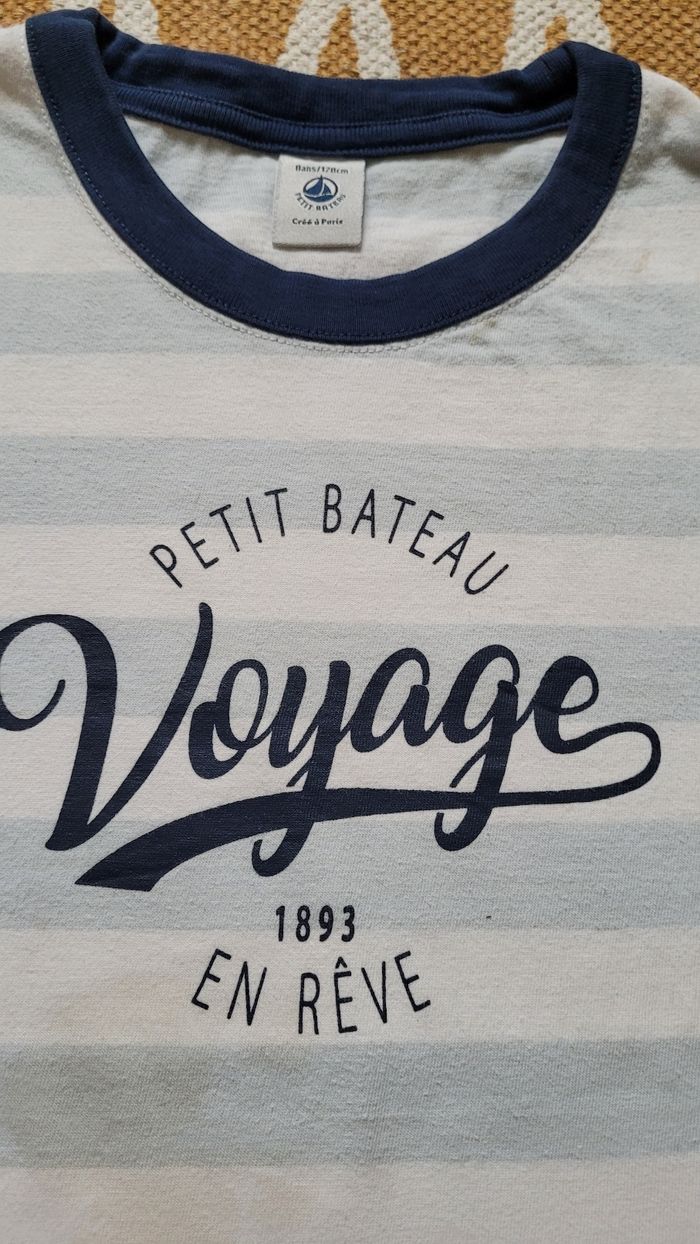 8ans/128cm
PETIT BATEAU
Créé à Paris
PETIT BATEAU
Voyage
1893
EN RÊVE